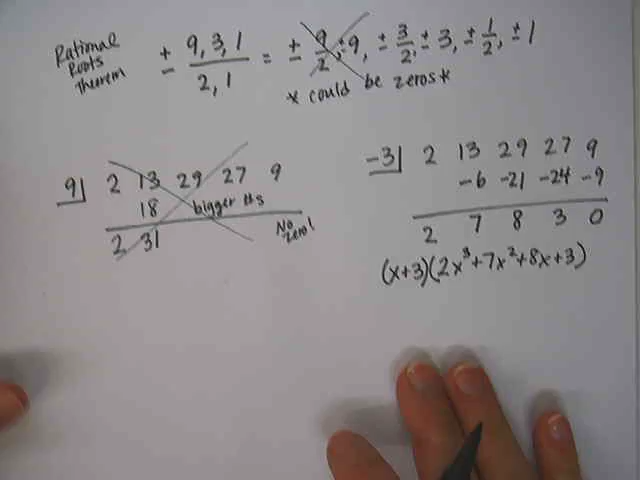 Rational Roots Theorem ± 9, 3, 1 / 2, 1 = ± 9/2, ± 9, ± 3/2, ± 3, ± 1/2, ± 1
* could be zeros *
9| 2 13 29 27 9
18 bigger #s
2 31 No zero!
-3| 2 13 29 27 9
-6 -21 -24 -9
2 7 8 3 0
(x+3)(2x³+7x²+8x+3)